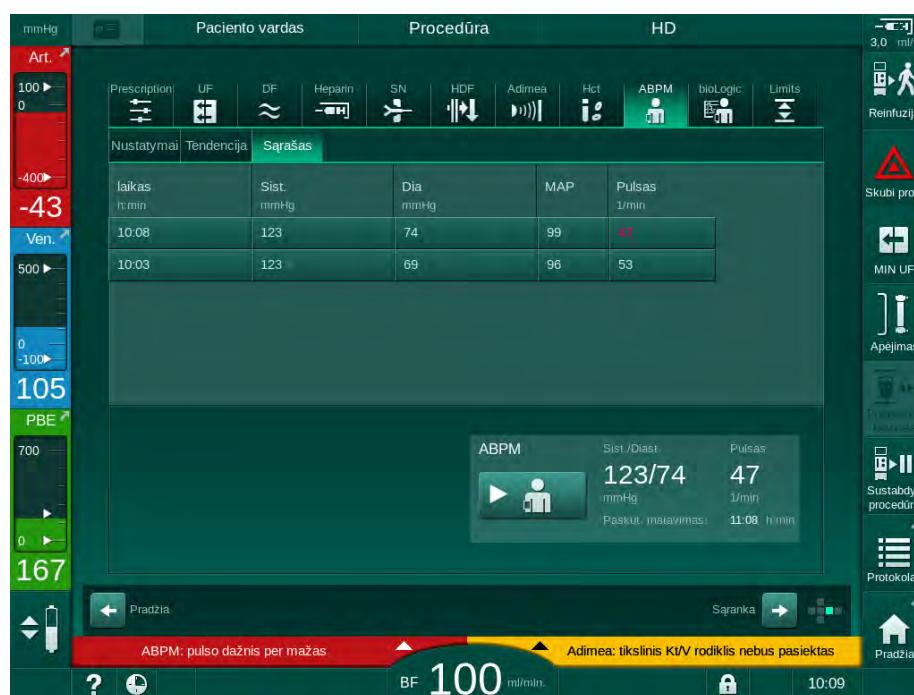 mmHg
Paciento vardas
Procedūra
HD
3,0 ml/
Art.
100
0
-400
-43
Ven.
500
0
-100
105
PBE
700
0
167
Prescription
UF
DF
Heparin
SN
HDF
Adimea
Hct
ABPM
bioLogic
Limits
Nustatymai Tendencija Sąrašas
laikas Sist. Dia MAP Pulsas
h:min mmHg mmHg 1/min
10:08 123 74 99 47
10:03 123 69 96 53
ABPM Sist./Diast. Pulsas
123/74 47
mmHg 1/min
Paskut. matavimas: 11:08 h:min
Pradžia
Sąranka
ABPM: pulso dažnis per mažas
Adimea: tikslinis Kt/V rodiklis nebus pasiektas
?
BF 100 ml/min.
10:09
Reinfuzij
Skubi pro
MIN UF
Apėjimas
Sustabdy
procedūr
Protokola
Pradžia